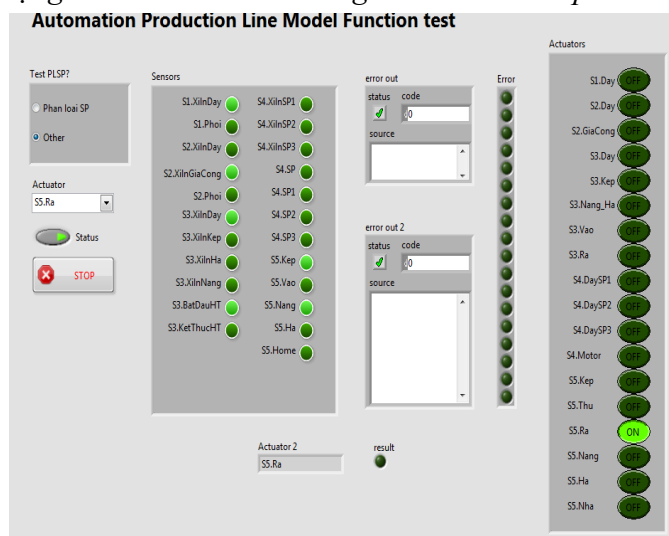 Automation Production Line Model Function test
Test PLSP?
Phan loai SP
Other
Actuator
S5.Ra
Status
STOP
Sensors
S1.XilnDay
S1.Phoi
S2.XilnDay
S2.XilnGiaCong
S2.Phoi
S3.XilnDay
S3.XilnKep
S3.XilnHa
S3.XilnNang
S3.BatDauHT
S3.KetThucHT
S4.XilnSP1
S4.XilnSP2
S4.XilnSP3
S4.SP
S4.SP1
S4.SP2
S4.SP3
S5.Kep
S5.Vao
S5.Nang
S5.Ha
S5.Home
error out
status code
0
source
error out 2
status code
0
source
Error
Actuator 2
S5.Ra
result
Actuators
S1.Day OFF
S2.Day OFF
S2.GiaCong OFF
S3.Day OFF
S3.Kep OFF
S3.Nang_Ha OFF
S3.Vao OFF
S3.Ra OFF
S4.DaySP1 OFF
S4.DaySP2 OFF
S4.DaySP3 OFF
S4.Motor OFF
S5.Kep OFF
S5.Thu OFF
S5.Ra ON
S5.Nang OFF
S5.Ha OFF
S5.Nha OFF